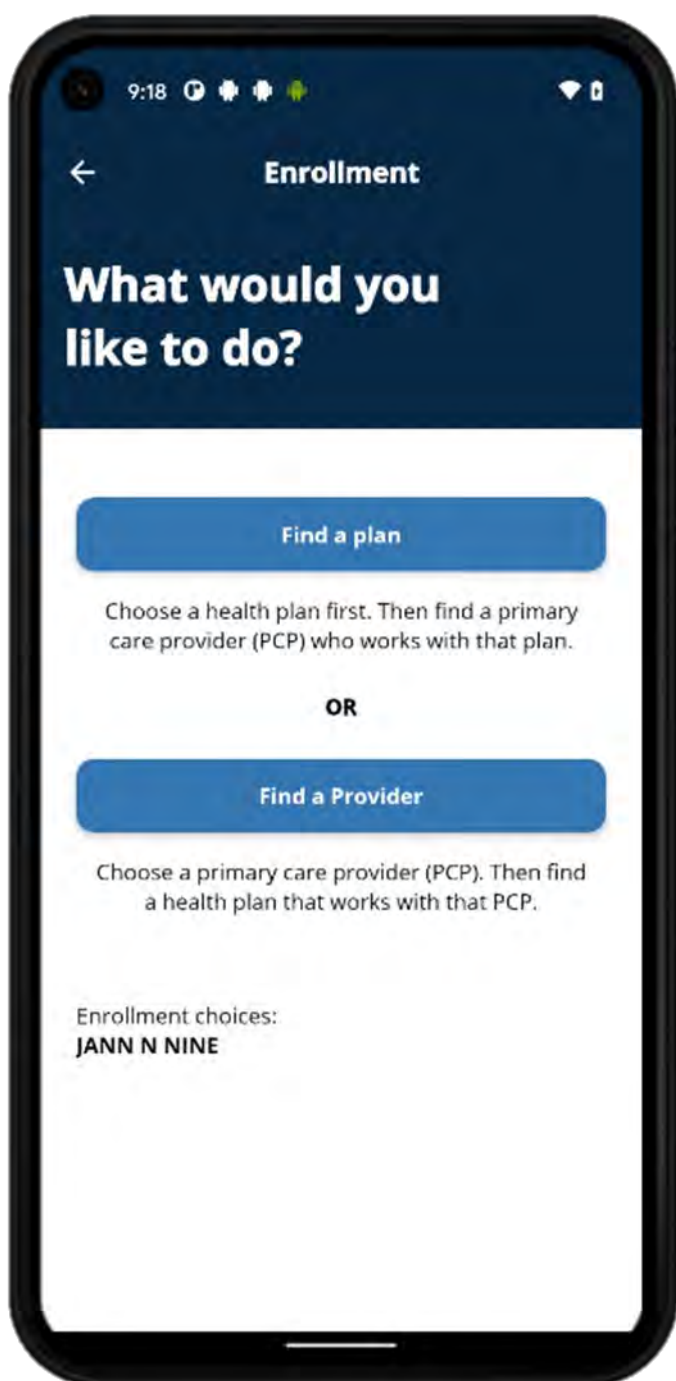 9:18
Enrollment
What would you
like to do?
Find a plan
Choose a health plan first. Then find a primary
care provider (PCP) who works with that plan.
OR
Find a Provider
Choose a primary care provider (PCP). Then find
a health plan that works with that PCP.
Enrollment choices:
JANN N NINE